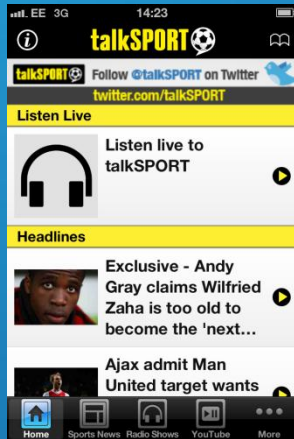 EE 3G 14:23
talkSPORT
talkSPORT Follow @talkSPORT on Twitter
twitter.com/talkSPORT
Listen Live
Listen live to
talkSPORT
Headlines
Exclusive - Andy
Gray claims Wilfried
Zaha is too old to
become the 'next...
Ajax admit Man
United target wants
Home Sports News Radio Shows YouTube More